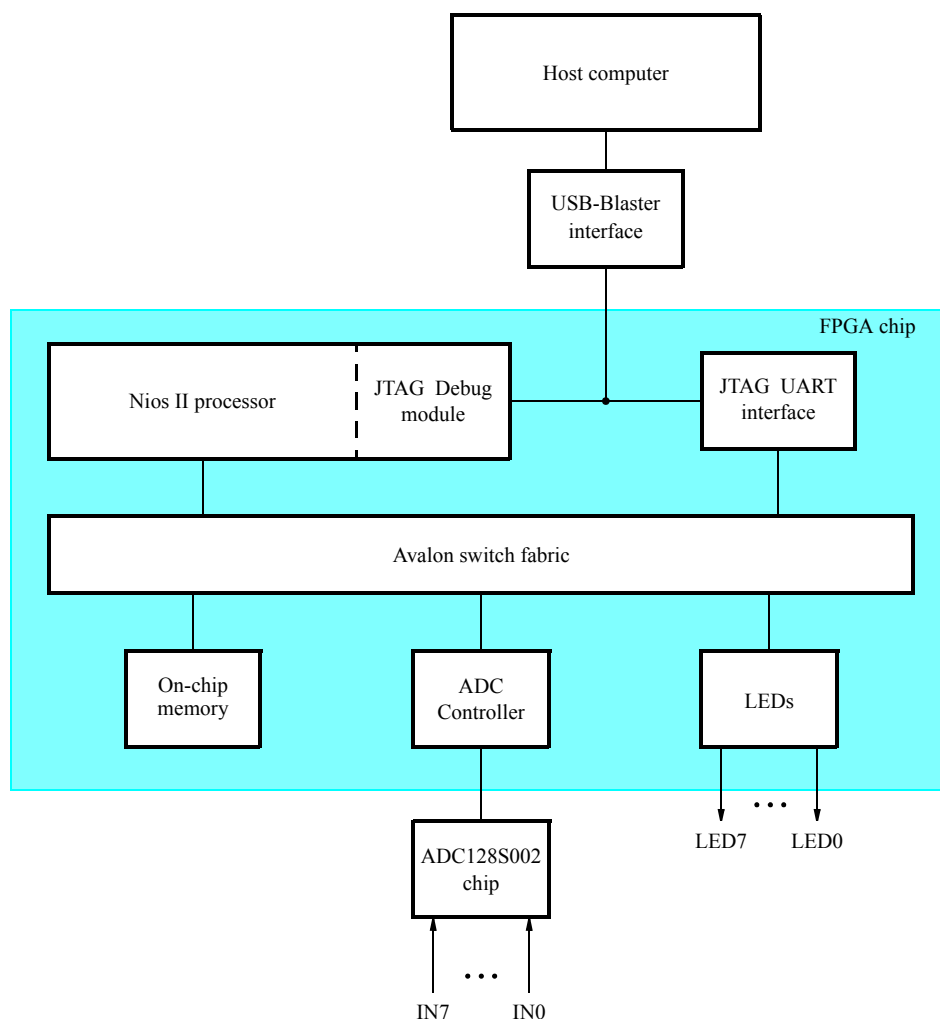 Host computer
USB-Blaster
interface
FPGA chip
Nios II processor
JTAG Debug
module
JTAG UART
interface
Avalon switch fabric
On-chip
memory
ADC
Controller
LEDs
LED7
LED0
ADC128S002
chip
IN7
IN0